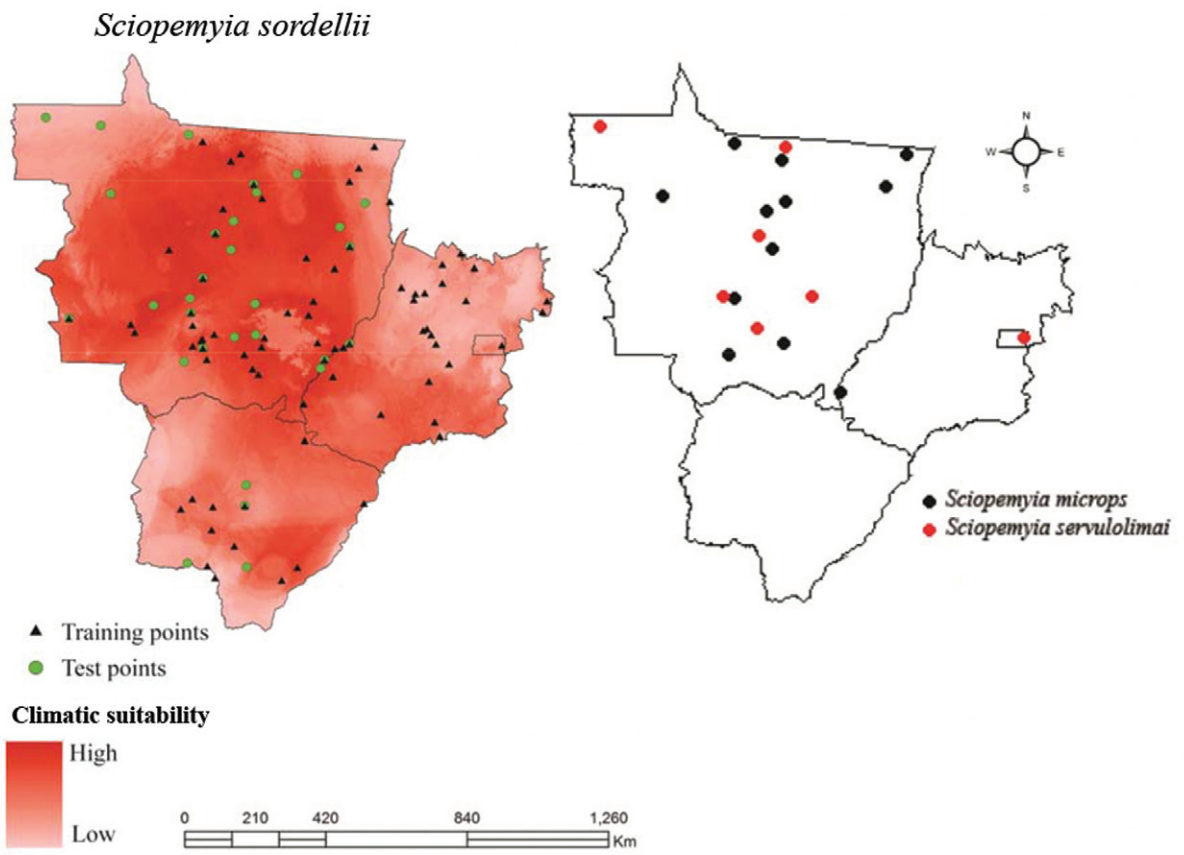 Sciopemyia sordellii
N
W E
S
Sciopemyia microps
Sciopemyia servulolimai
Training points
Test points
Climatic suitability
High
Low
0 210 420 840 1,260
Km